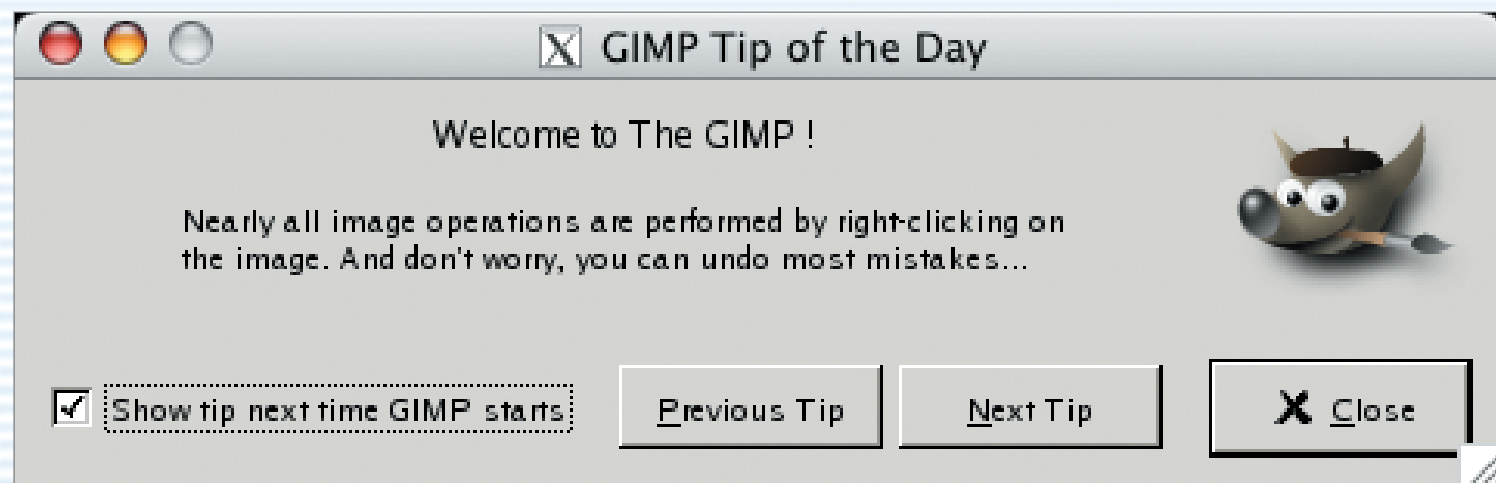 GIMP Tip of the Day
Welcome to The GIMP !
Nearly all image operations are performed by right-clicking on
the image. And don't worry, you can undo most mistakes...
Show tip next time GIMP starts
Previous Tip
Next Tip
Close